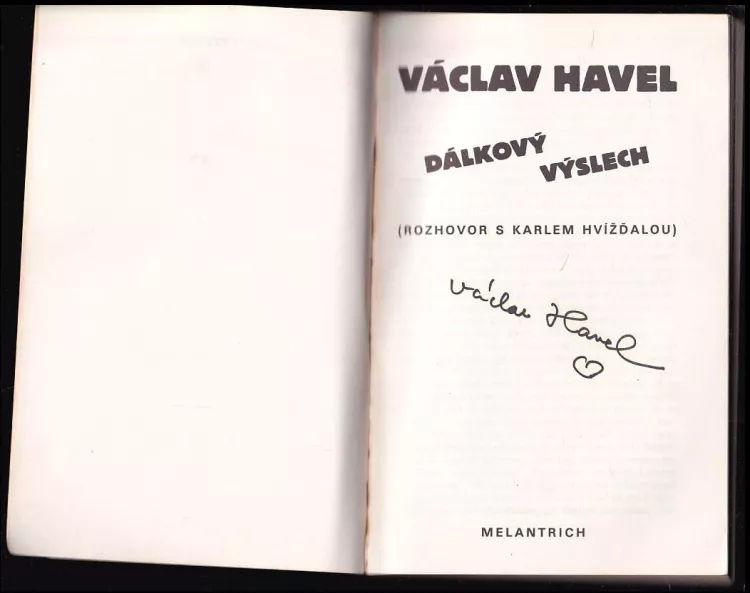 VÁCLAV HAVEL
DÁLKOVÝ
VÝSLECH
(ROZHOVOR S KARLEM HVÍŽĎALOU)
Václav Havel
MELANTRICH